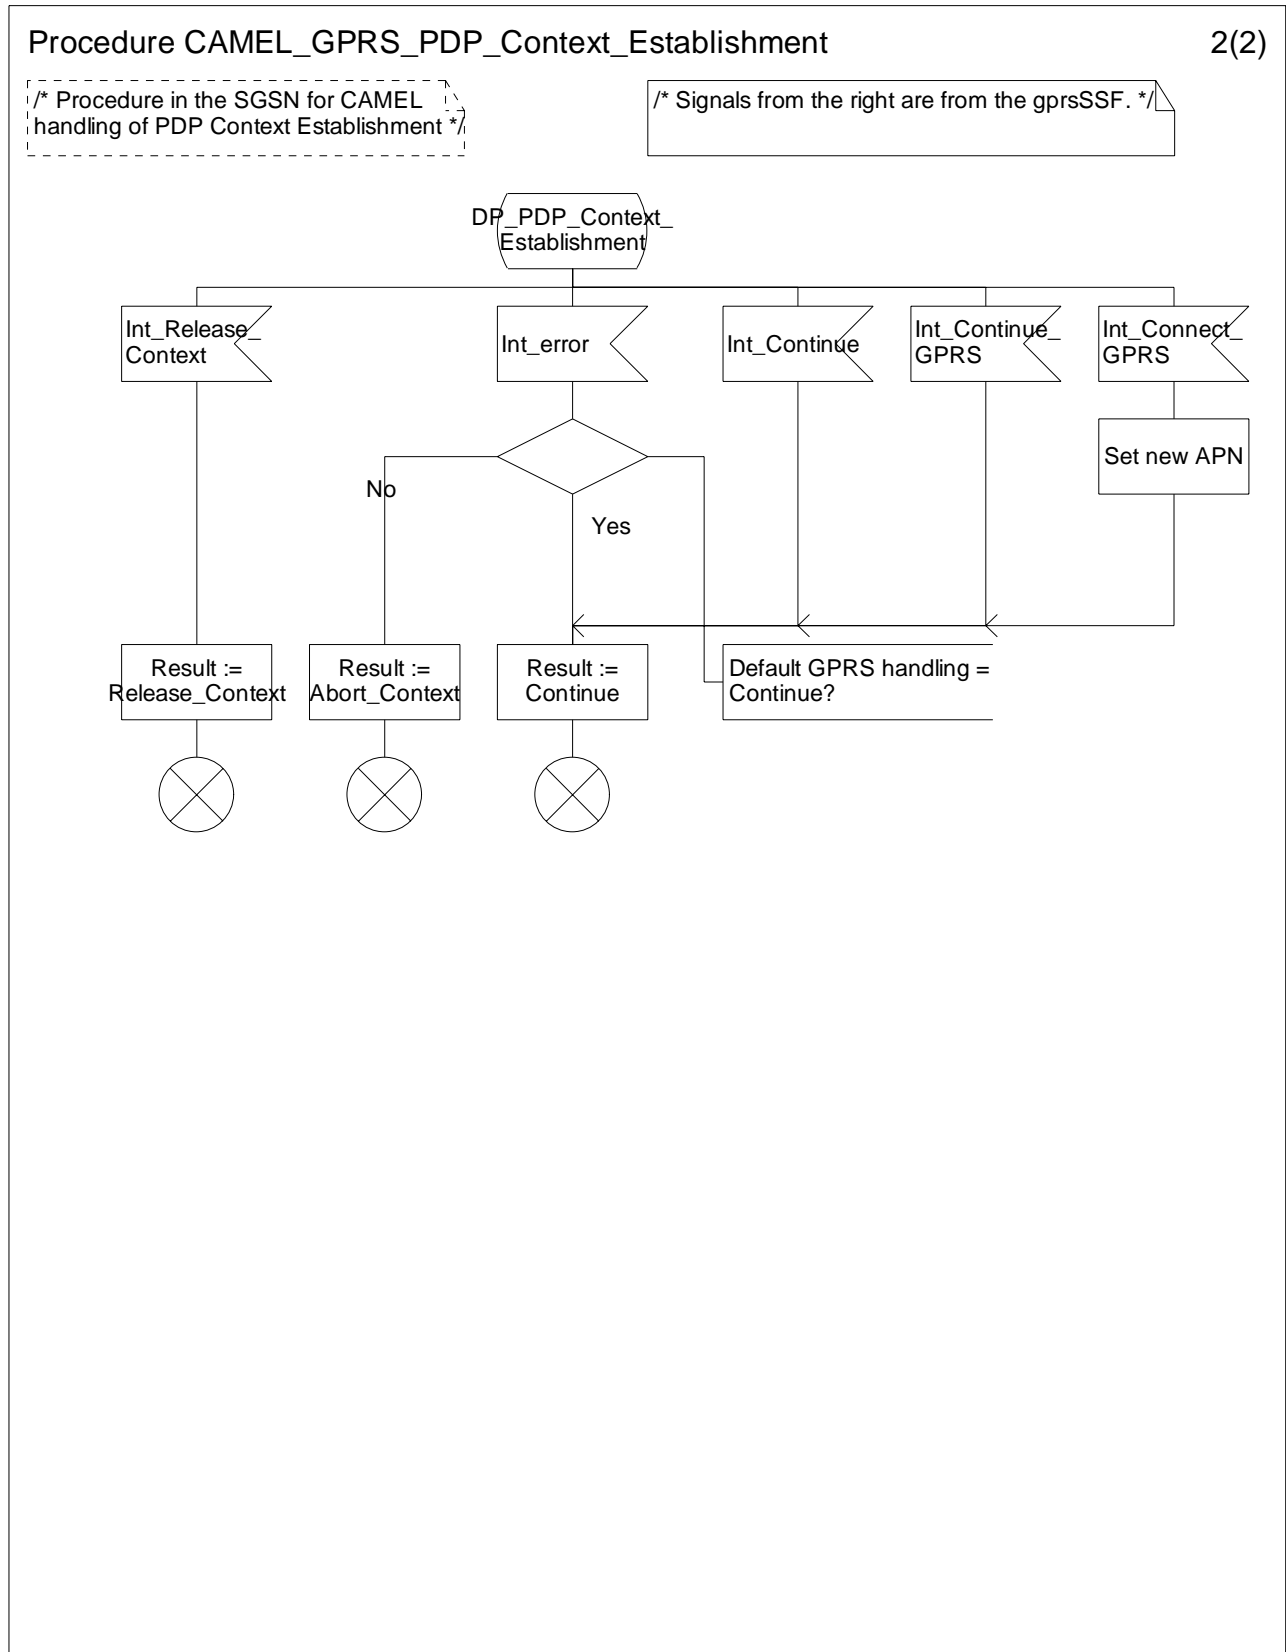 Procedure CAMEL_GPRS_PDP_Context_Establishment
2(2)
/* Procedure in the SGSN for CAMEL
handling of PDP Context Establishment */
/* Signals from the right are from the gprsSSF. */
DP_PDP_Context_
Establishment
Int_Release_
Context
Int_error
Int_Continue
Int_Continue_
GPRS
Int_Connect_
GPRS
Set new APN
No
Yes
Result :=
Release_Context
Result :=
Abort_Context
Result :=
Continue
Default GPRS handling =
Continue?